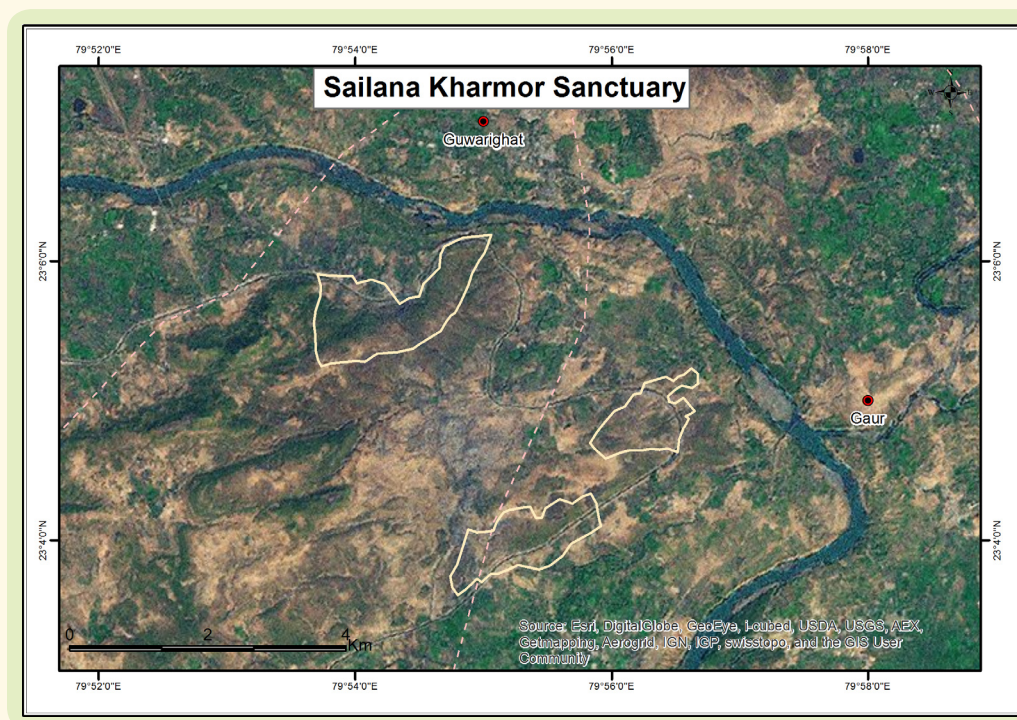 79°52'0"E 79°54'0"E 79°56'0"E 79°58'0"E
Sailana Kharmor Sanctuary
Guwarighat
23°6'0"N 23°6'0"N
Gaur
23°4'0"N 23°4'0"N
0 2 4
Km
Source: Esri, DigitalGlobe, GeoEye, i-cubed, USDA, USGS, AEX,
Getmapping, Aerogrid, IGN, IGP, swisstopo, and the GIS User
Community
79°52'0"E 79°54'0"E 79°56'0"E 79°58'0"E